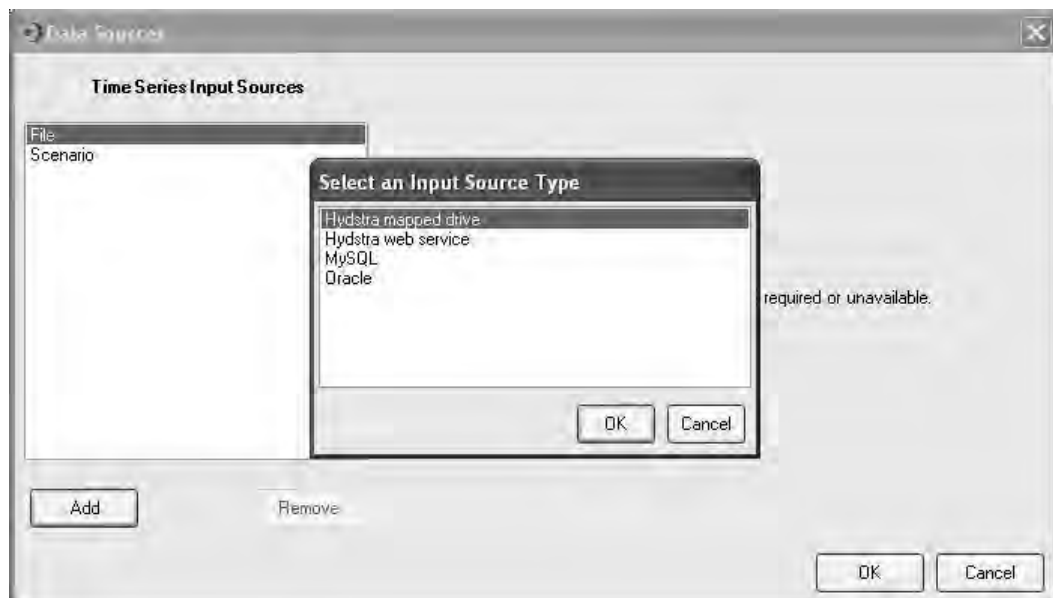 Data Sources
Time Series Input Sources
File
Scenario
Select an Input Source Type
Hydstra mapped drive
Hydstra web service
MySQL
Oracle
required or unavailable.
OK
Cancel
Add
Remove
OK
Cancel